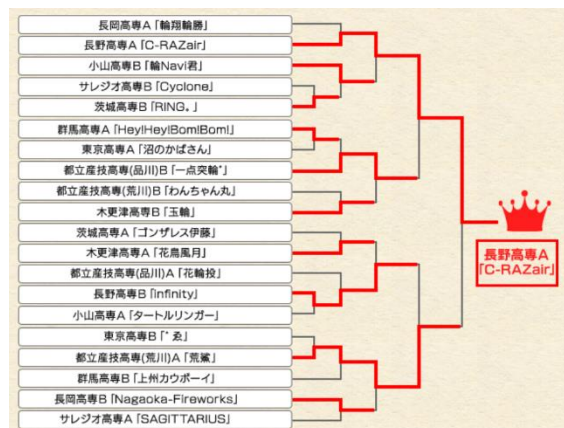 長岡高専A「輪翔輪勝」
長野高専A「C-RAZair」
小山高専B「輪Navi君」
サレジオ高専B「Cyclone」
茨城高専B「RING。」
群馬高専A「Hey!Hey!Bom!Bom!」
東京高専A「沼のかばさん」
都立産技高専(品川)B「一点突輪゜」
都立産技高専(荒川)B「わんちゃん丸」
木更津高専B「玉輪」
茨城高専A「ゴンザレス伊藤」
木更津高専A「花鳥風月」
都立産技高専(品川)A「花輪投」
長野高専B「Infinity」
小山高専A「タートルリンガー」
東京高専B「゛ゑ」
都立産技高専(荒川)A「荒鯊」
群馬高専B「上州カウボーイ」
長岡高専B「Nagaoka-Fireworks」
サレジオ高専A「SAGITTARIUS」
長野高専A
「C-RAZair」